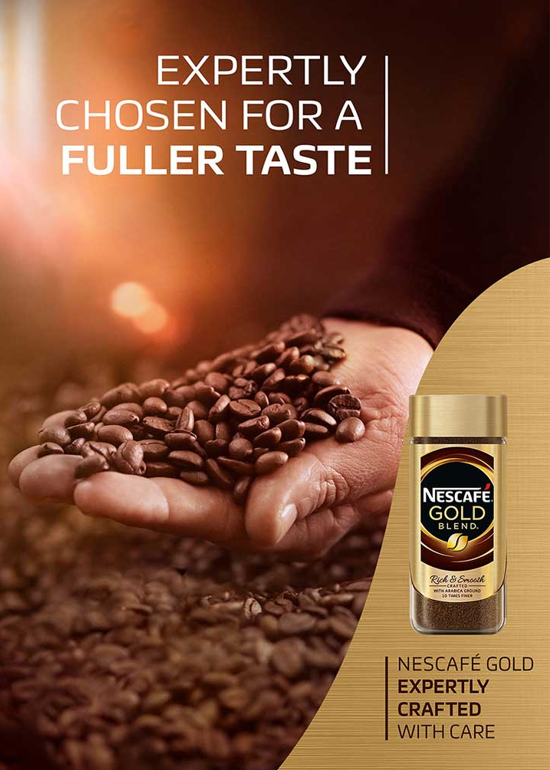 EXPERTLY
CHOSEN FOR A
FULLER TASTE
NESCAFÉ
GOLD
BLEND
Rich & Smooth
CRAFTED
WITH ARABICA GROUND
10 TIMES FINER
NESCAFÉ GOLD
EXPERTLY
CRAFTED
WITH CARE